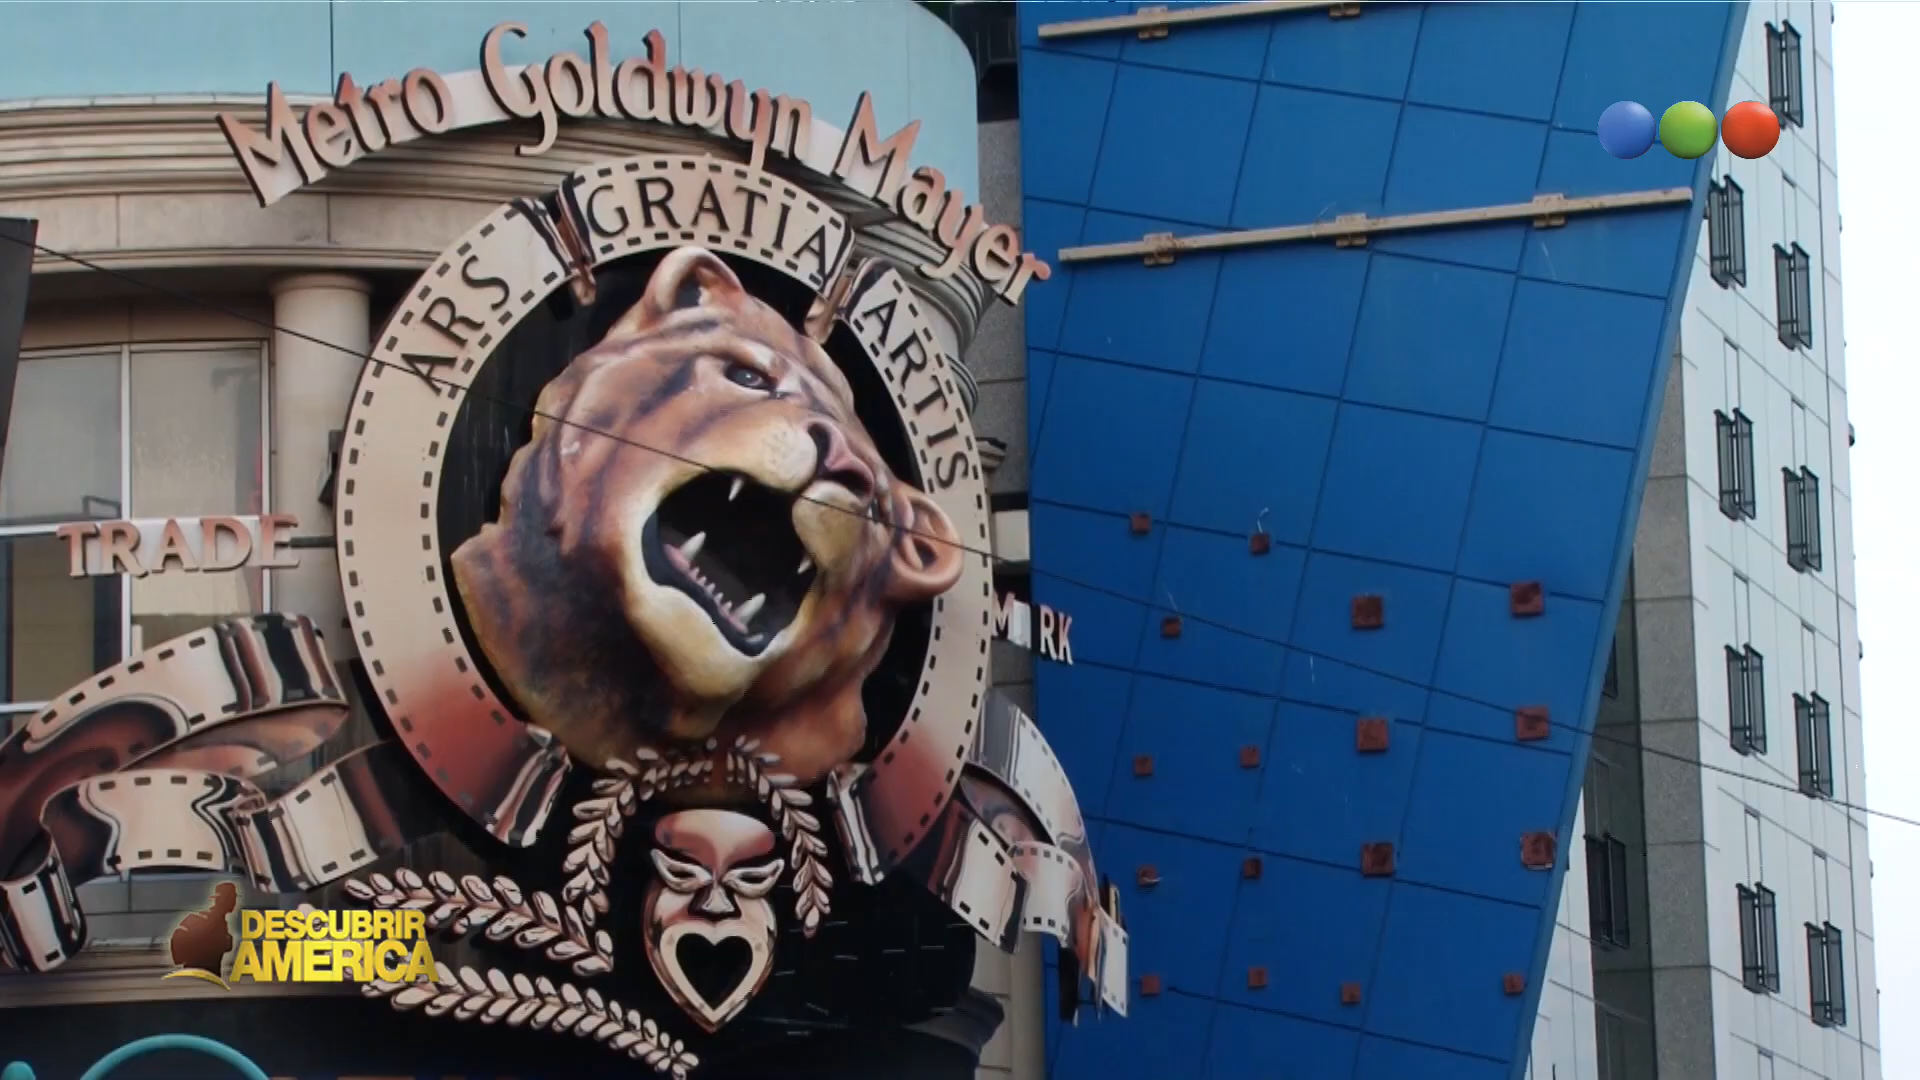 Metro Goldwyn Mayer
ARS GRATIA ARTIS
TRADE
M RK
DESCUBRIR
AMERICA